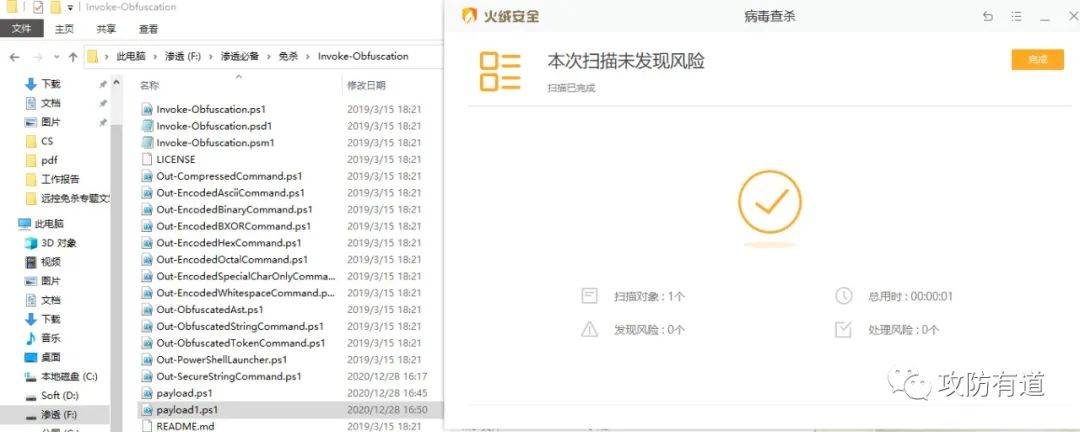 Invoke-Obfuscation
文件 主页 共享 查看
此电脑 › 渗透 (F:) › 渗透必备 › 免杀 › Invoke-Obfuscation
下载
文档
图片
CS
pdf
工作报告
远控免杀专题文
此电脑
3D 对象
视频
图片
文档
下载
音乐
桌面
本地磁盘 (C:)
Soft (D:)
渗透 (F:)
名称 修改日期
Invoke-Obfuscation.ps1 2019/3/15 18:21
Invoke-Obfuscation.psd1 2019/3/15 18:21
Invoke-Obfuscation.psm1 2019/3/15 18:21
LICENSE 2019/3/15 18:21
Out-CompressedCommand.ps1 2019/3/15 18:21
Out-EncodedAsciiCommand.ps1 2019/3/15 18:21
Out-EncodedBinaryCommand.ps1 2019/3/15 18:21
Out-EncodedBXORCommand.ps1 2019/3/15 18:21
Out-EncodedHexCommand.ps1 2019/3/15 18:21
Out-EncodedOctalCommand.ps1 2019/3/15 18:21
Out-EncodedSpecialCharOnlyComma... 2019/3/15 18:21
Out-EncodedWhitespaceCommand.p... 2019/3/15 18:21
Out-ObfuscatedAst.ps1 2019/3/15 18:21
Out-ObfuscatedStringCommand.ps1 2019/3/15 18:21
Out-ObfuscatedTokenCommand.ps1 2019/3/15 18:21
Out-PowerShellLauncher.ps1 2019/3/15 18:21
Out-SecureStringCommand.ps1 2020/12/28 16:17
payload.ps1 2020/12/28 16:45
payload1.ps1 2020/12/28 16:50
README.md 2019/3/15 18:21
火绒安全 病毒查杀
本次扫描未发现风险
完成
扫描已完成
扫描对象 : 1个 总用时 : 00:00:01
发现风险 : 0个 处理风险 : 0个
攻防有道